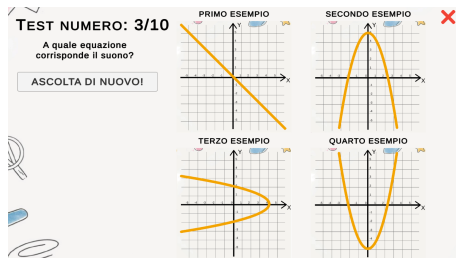 TEST NUMERO: 3/10
A quale equazione
corrisponde il suono?
ASCOLTA DI NUOVO!
PRIMO ESEMPIO
SECONDO ESEMPIO
Y
X
Y
X
TERZO ESEMPIO
QUARTO ESEMPIO
Y
X
Y
X